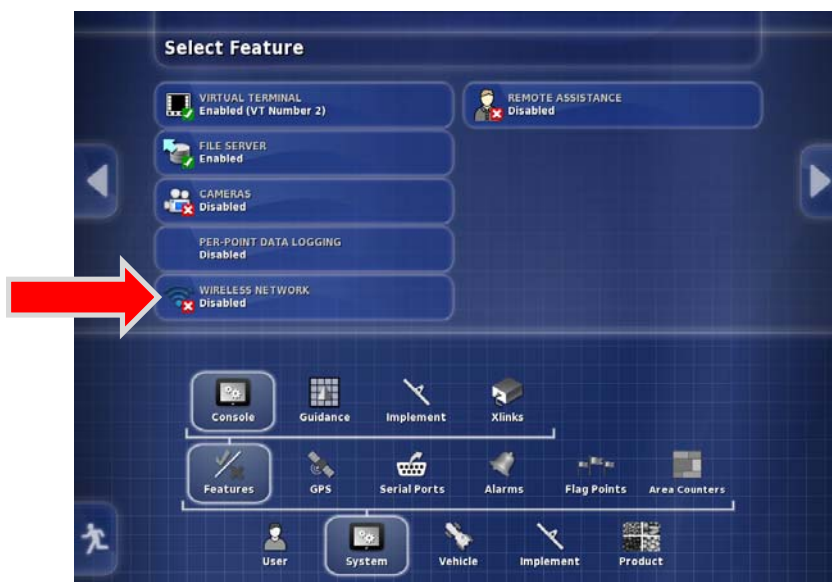 Select Feature
VIRTUAL TERMINAL
Enabled (VT Number 2)
REMOTE ASSISTANCE
Disabled
FILE SERVER
Enabled
CAMERAS
Disabled
PER-POINT DATA LOGGING
Disabled
WIRELESS NETWORK
Disabled
Console Guidance Implement Xlinks
Features GPS Serial Ports Alarms Flag Points Area Counters
User System Vehicle Implement Product